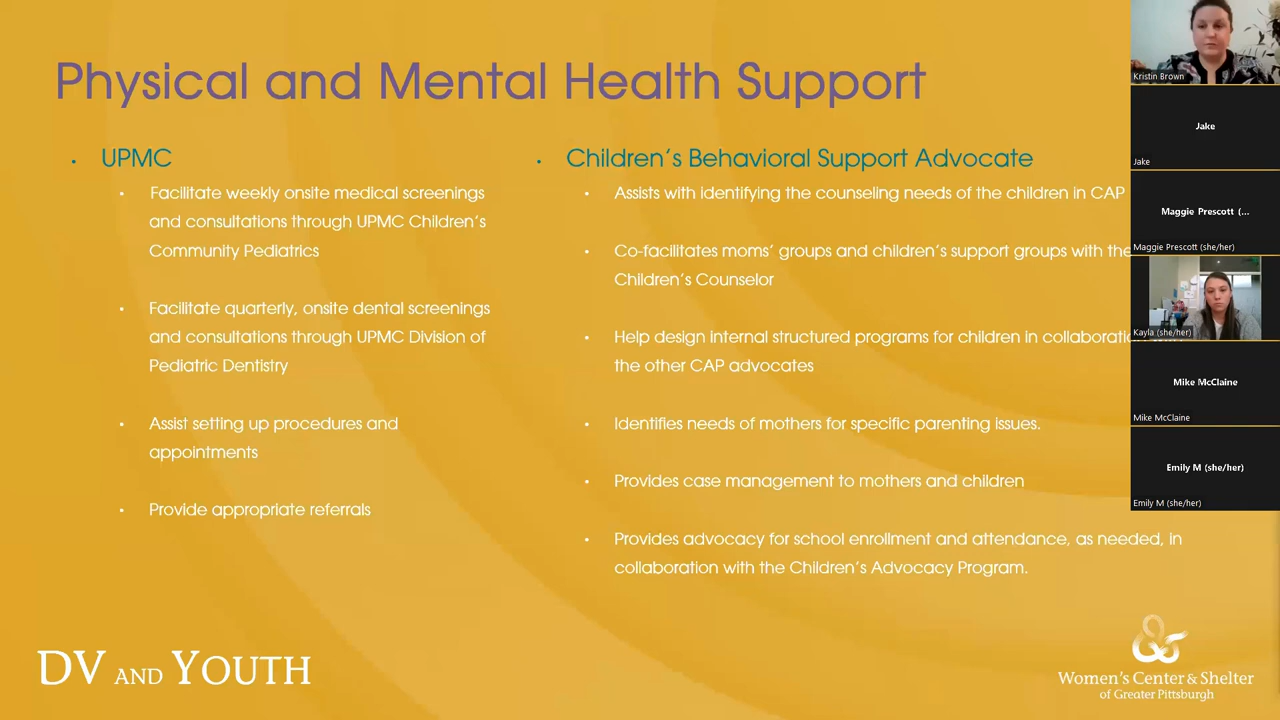 Physical and Mental Health Support
• UPMC
• Facilitate weekly onsite medical screenings
and consultations through UPMC Children's
Community Pediatrics
• Facilitate quarterly, onsite dental screenings
and consultations through UPMC Division of
Pediatric Dentistry
• Assist setting up procedures and
appointments
• Provide appropriate referrals
• Children's Behavioral Support Advocate
• Assists with identifying the counseling needs of the children in CAP
• Co-facilitates moms' groups and children's support groups with the
Children's Counselor
• Help design internal structured programs for children in
the other CAP advocates
• Identifies needs of mothers for specific parenting issues.
• Provides case management to mothers and children
• Provides advocacy for school enrollment and attendance, as needed, in
collaboration with the Children's Advocacy Program.
DV AND YOUTH
Women's Center & Shelter
of Greater Pittsburgh
Kristin Brown
Jake
Jake
Maggie Prescott (...
Maggie Prescott (she/her)
Kayla (she/her)
Mike McClaine
Mike McClaine
Emily M (she/her)
Emily M (she/her)